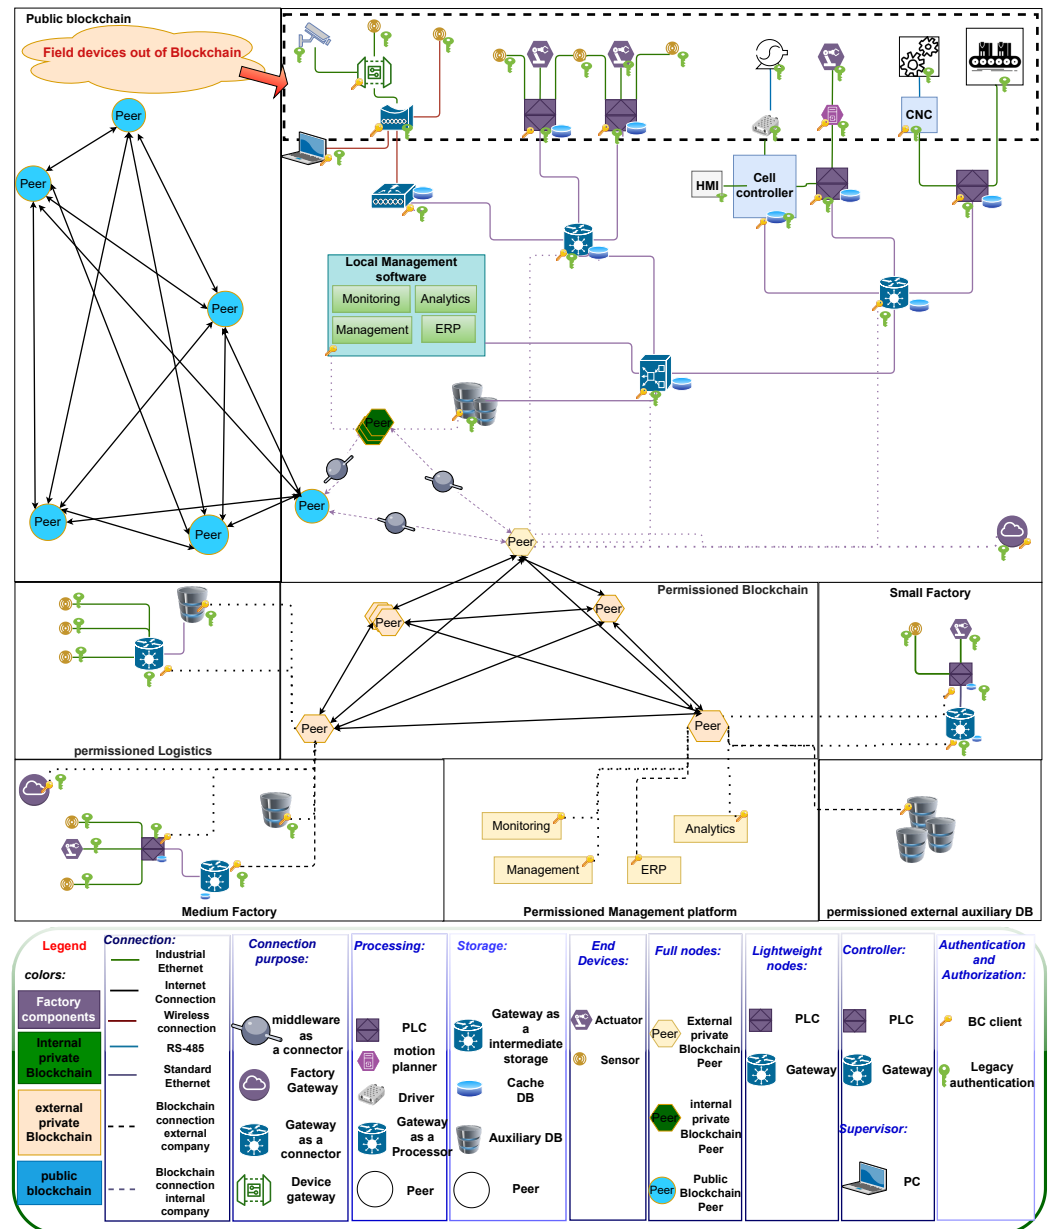 Public blockchain
Field devices out of Blockchain
Peer
Peer
Peer
Peer
Peer
Peer
CNC
HMI
Cell
controller
Local Management
software
Monitoring
Analytics
Management
ERP
Peer
Peer
Permissioned Blockchain
Peer
Peer
Peer
Peer
permissioned Logistics
Small Factory
Medium Factory
Monitoring
Analytics
Management
ERP
Permissioned Management platform
permissioned external auxiliary DB
Legend
colors:
Factory
components
Internal
private
Blockchain
external
private
Blockchain
public
blockchain
Connection:
Industrial
Ethernet
Internet
Connection
Wireless
connection
RS-485
Standard
Ethernet
Blockchain
connection
external
company
Blockchain
connection
internal
company
Connection
purpose:
middleware
as
a connector
Factory
Gateway
Gateway
as a
connector
Device
gateway
Processing:
PLC
motion
planner
Driver
Gateway
as a
Processor
Peer
Storage:
Gateway as
a
intermediate
storage
Cache
DB
Auxiliary DB
Peer
End
Devices:
Actuator
Sensor
Full nodes:
Peer
External
private
Blockchain
Peer
Peer
internal
private
Blockchain
Peer
Peer
Public
Blockchain
Peer
Lightweight
nodes:
PLC
Gateway
Controller:
PLC
Gateway
Supervisor:
PC
Authentication
and
Authorization:
BC client
Legacy
authentication